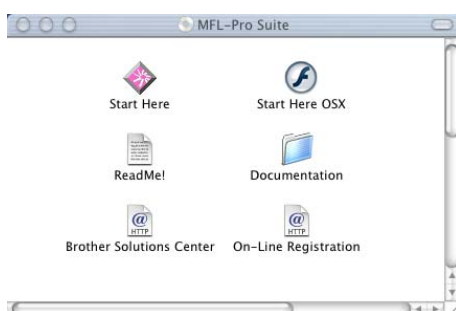 MFL-Pro Suite
Start Here
Start Here OSX
ReadMe!
Documentation
HTTP
HTTP
Brother Solutions Center
On-Line Registration